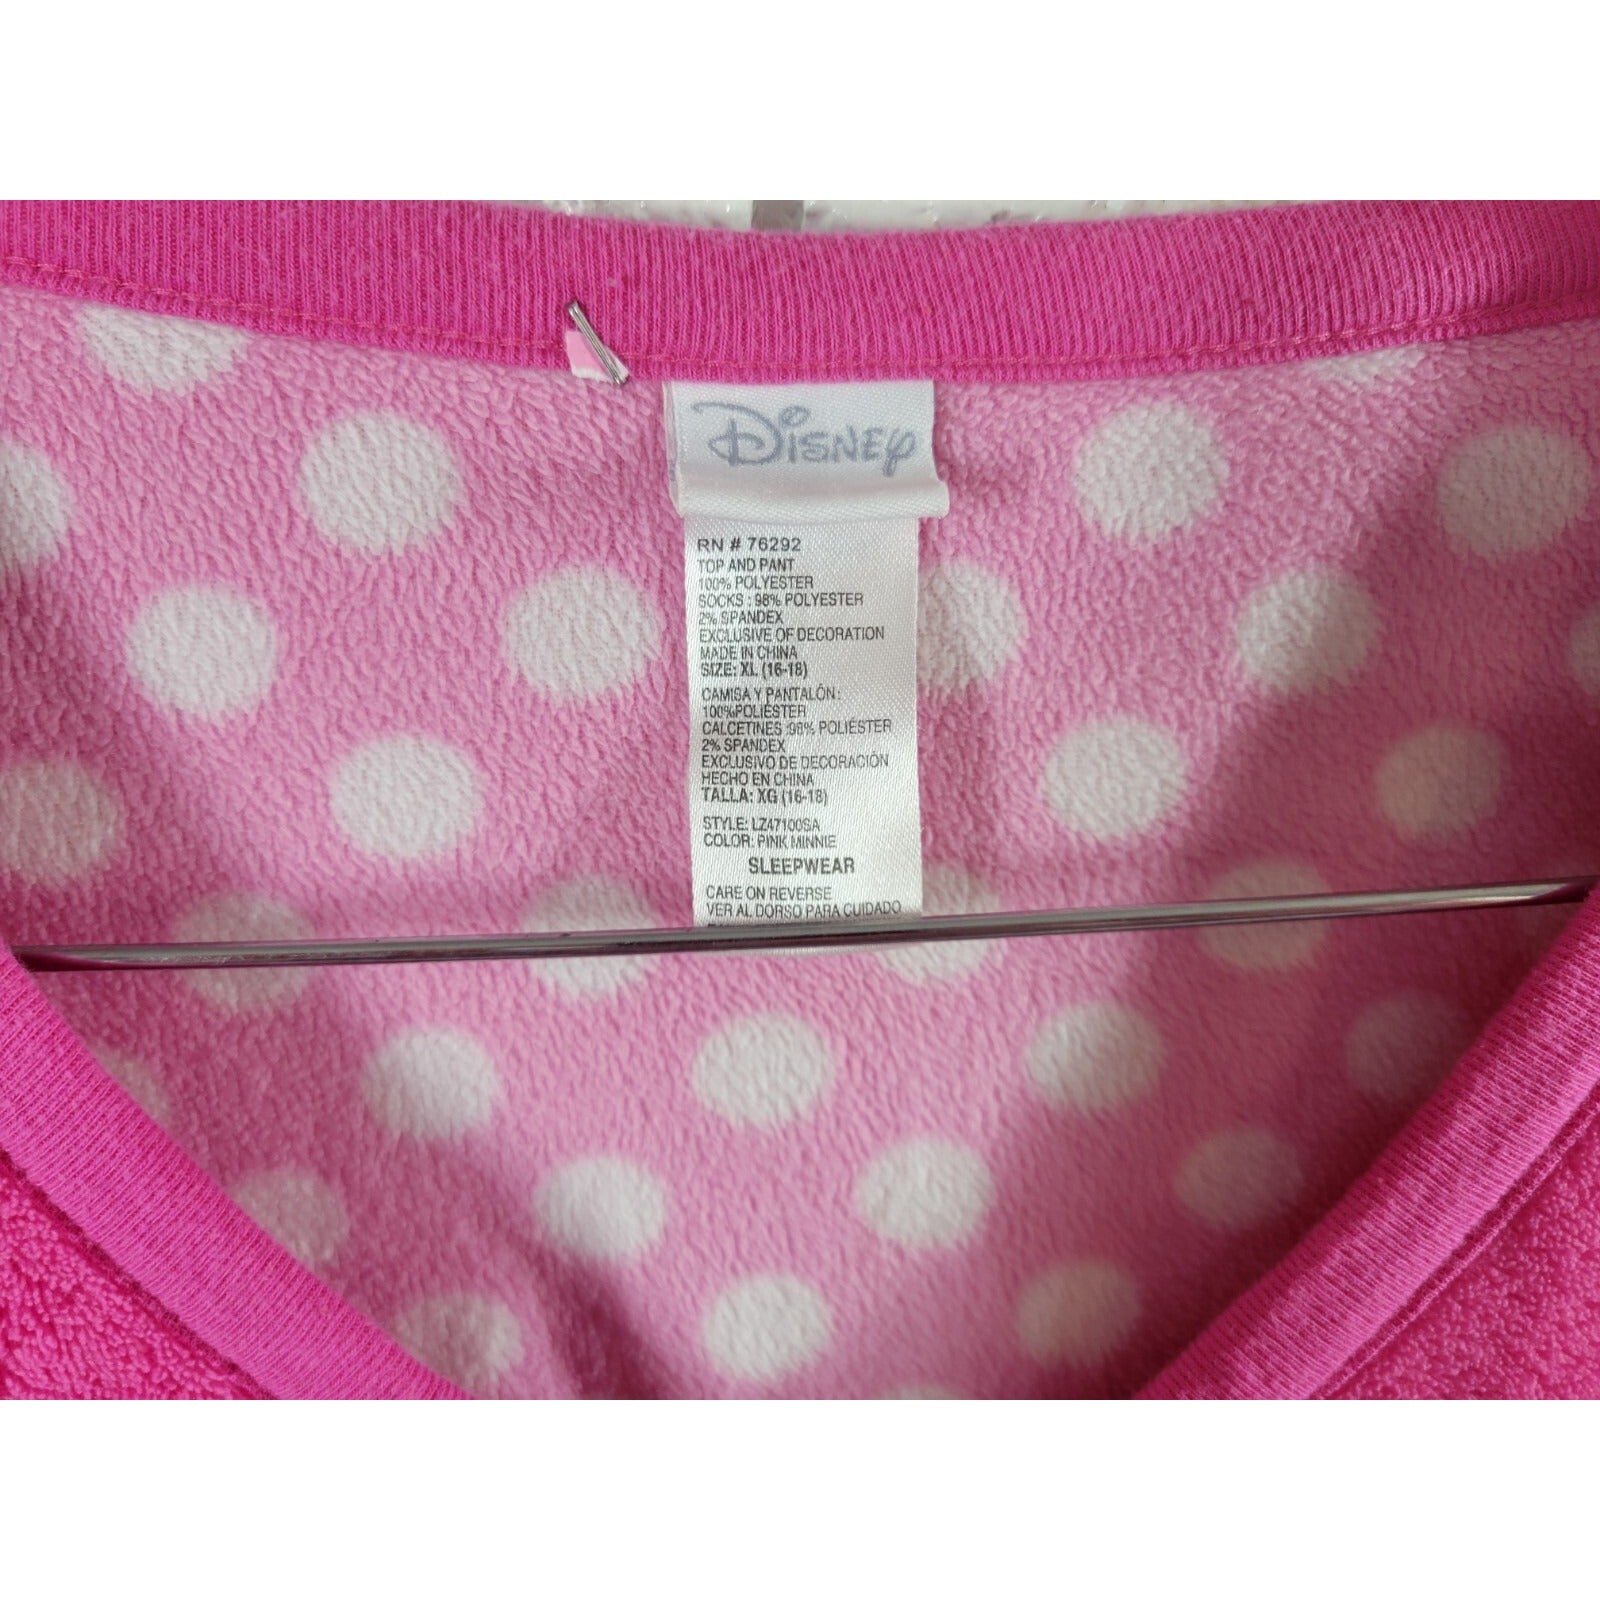 Disney
RN # 76292
TOP AND PANT
100% POLYESTER
SOCKS : 98% POLYESTER
2% SPANDEX
EXCLUSIVE OF DECORATION
MADE IN CHINA
SIZE: XL (16-18)
CAMISA Y PANTALÓN:
100%POLIÉSTER
CALCETINES :98% POLIÉSTER
2% SPANDEX
EXCLUSIVO DE DECORACIÓN
HECHO EN CHINA
TALLA: XG (16-18)
STYLE: LZ47100SA
COLOR: PINK MINNIE
SLEEPWEAR
CARE ON REVERSE
VER AL DORSO PARA CUIDADO